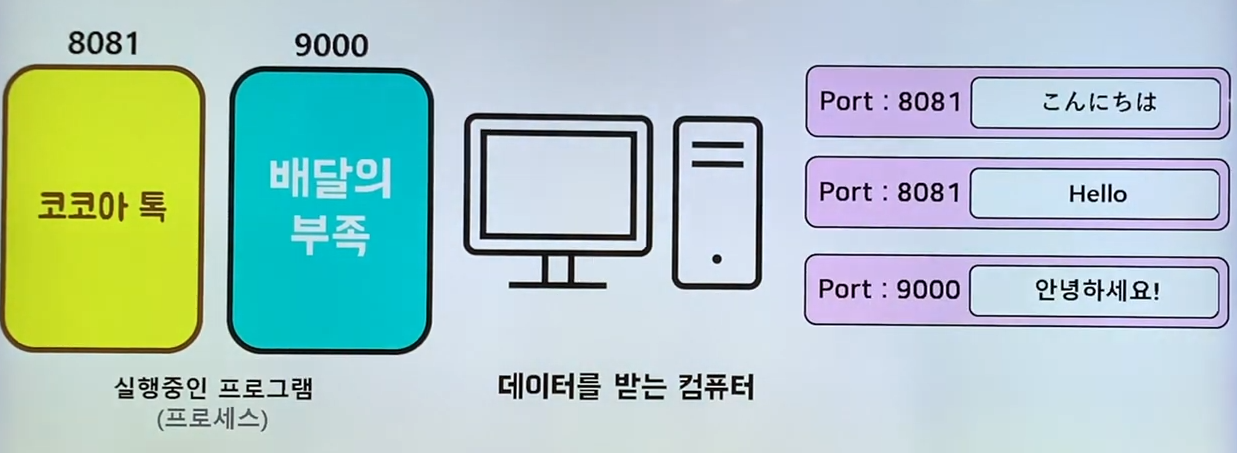 8081
9000
코코아 톡
배달의
부족
실행중인 프로그램
(프로세스)
데이터를 받는 컴퓨터
Port : 8081 こんにちは
Port : 8081 Hello
Port : 9000 안녕하세요!